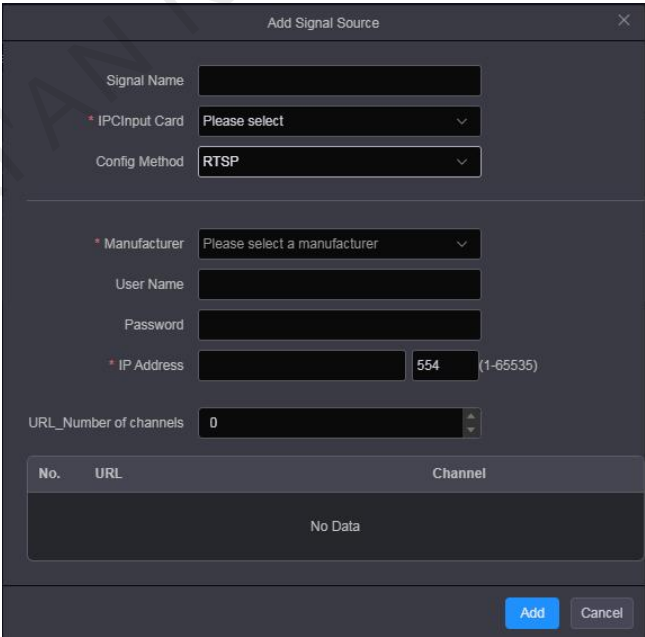 Add Signal Source
Signal Name
* IPCInput Card Please select
Config Method RTSP
* Manufacturer Please select a manufacturer
User Name
Password
* IP Address 554 (1-65535)
URL_Number of channels 0
No. URL Channel
No Data
Add Cancel